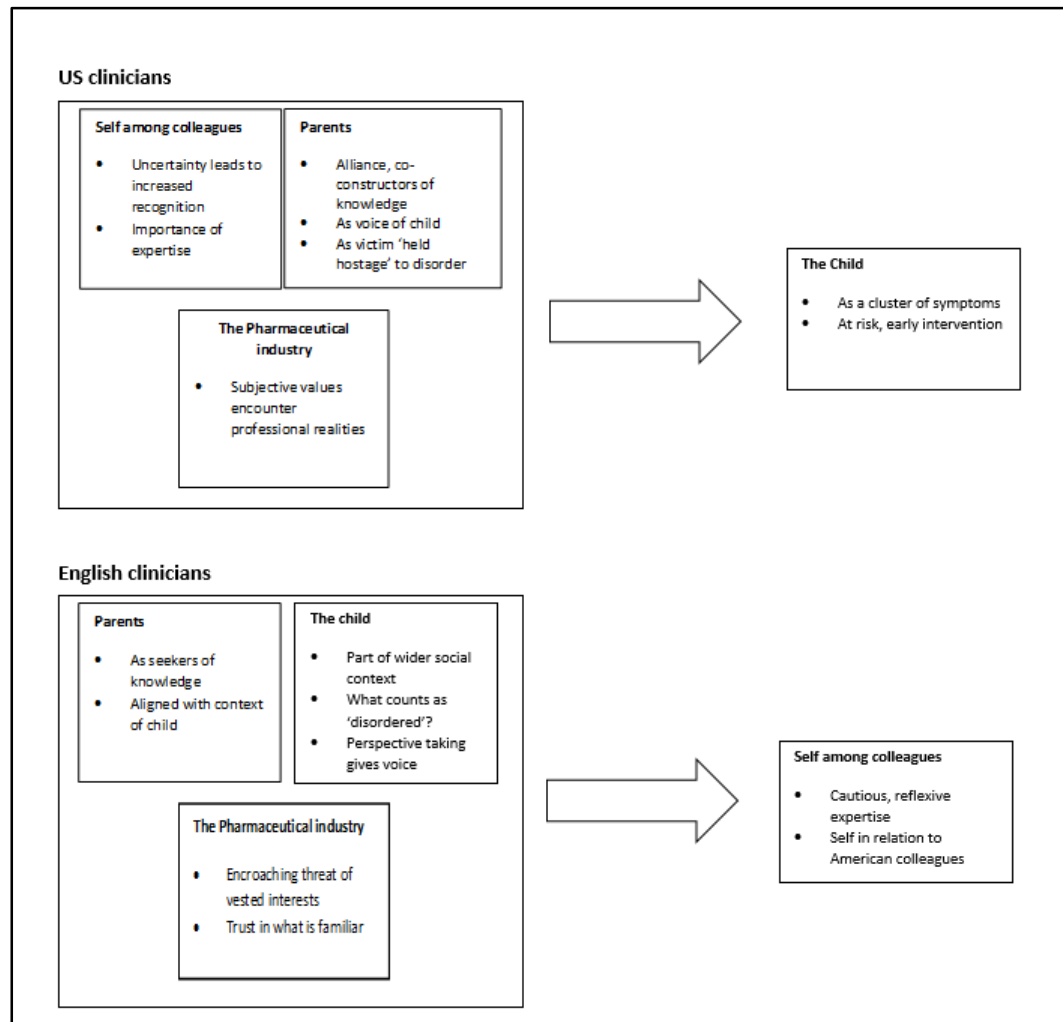 US clinicians
Self among colleagues
• Uncertainty leads to
increased
recognition
• Importance of
expertise
Parents
• Alliance, co-
constructors of
knowledge
• As voice of child
• As victim ‘held
hostage’ to disorder
The Pharmaceutical
industry
• Subjective values
encounter
professional realities
The Child
• As a cluster of symptoms
• At risk, early intervention
English clinicians
Parents
• As seekers of
knowledge
• Aligned with context
of child
The child
• Part of wider social
context
• What counts as
‘disordered’?
• Perspective taking
gives voice
The Pharmaceutical industry
• Encroaching threat of
vested interests
• Trust in what is familiar
Self among colleagues
• Cautious, reflexive
expertise
• Self in relation to
American colleagues